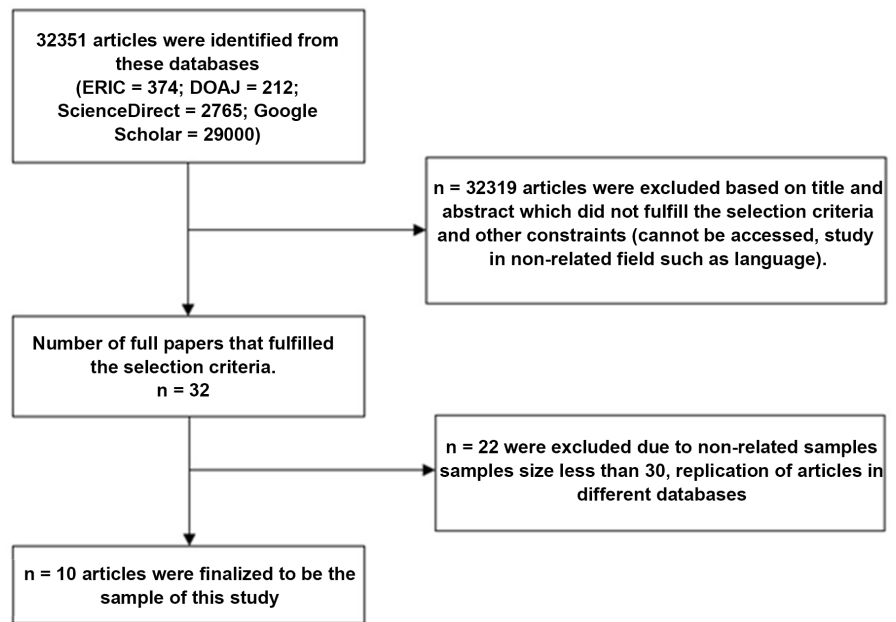 32351 articles were identified from
these databases
(ERIC = 374; DOAJ = 212;
ScienceDirect = 2765; Google
Scholar = 29000)
n = 32319 articles were excluded based on title and
abstract which did not fulfill the selection criteria
and other constraints (cannot be accessed, study
in non-related field such as language).
Number of full papers that fulfilled
the selection criteria.
n = 32
n = 22 were excluded due to non-related samples
samples size less than 30, replication of articles in
different databases
n = 10 articles were finalized to be the
sample of this study